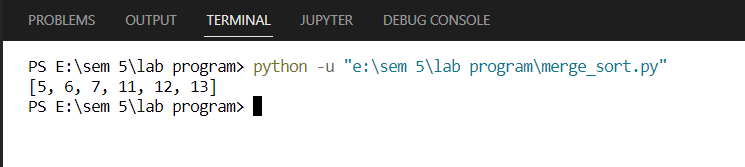 PROBLEMS OUTPUT TERMINAL JUPYTER DEBUG CONSOLE
PS E:\sem 5\lab program> python -u "e:\sem 5\lab program\merge_sort.py"
[5, 6, 7, 11, 12, 13]
PS E:\sem 5\lab program>